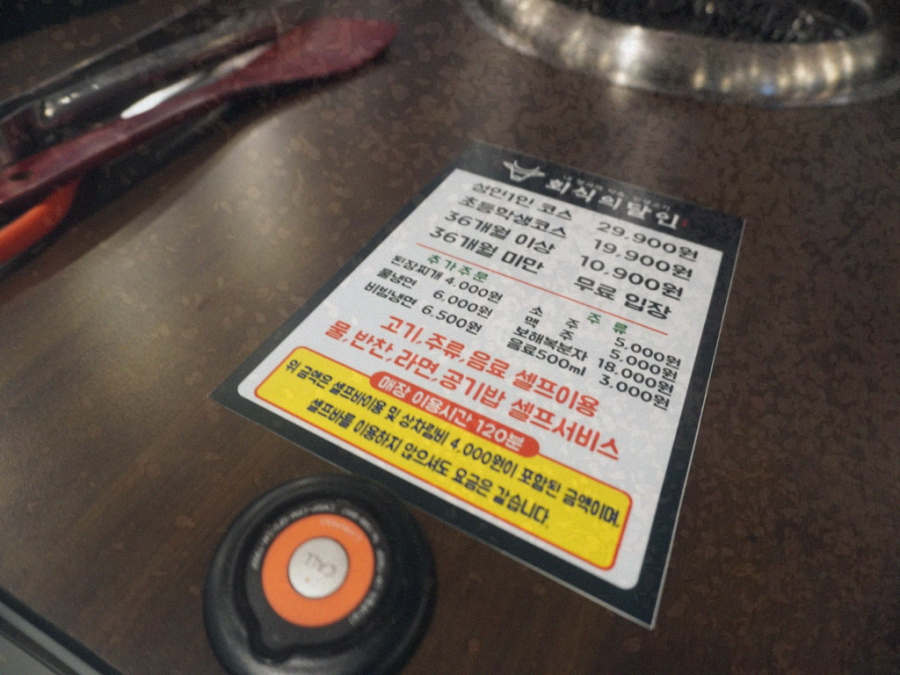 회식의달인
성인1인 코스 29,900원
초등학생코스 19,900원
36개월 이상 10,900원
36개월 미만 무료 입장
추가주문
된장찌개 4,000원
물냉면 6,000원
비빔냉면 6,500원
주 류
소 주 5,000원
맥 주 5,000원
보해복분자 18,000원
음료500ml 3,000원
고기,주류,음료 셀프이용
물,반찬,라면,공기밥 셀프서비스
매장 이용시간 120분
금액은 셀프바이용 및 상차림비 4,000원이 포함된 금액이며,
셀프바를 이용하지 않으셔도 요금은 같습니다.
CALL